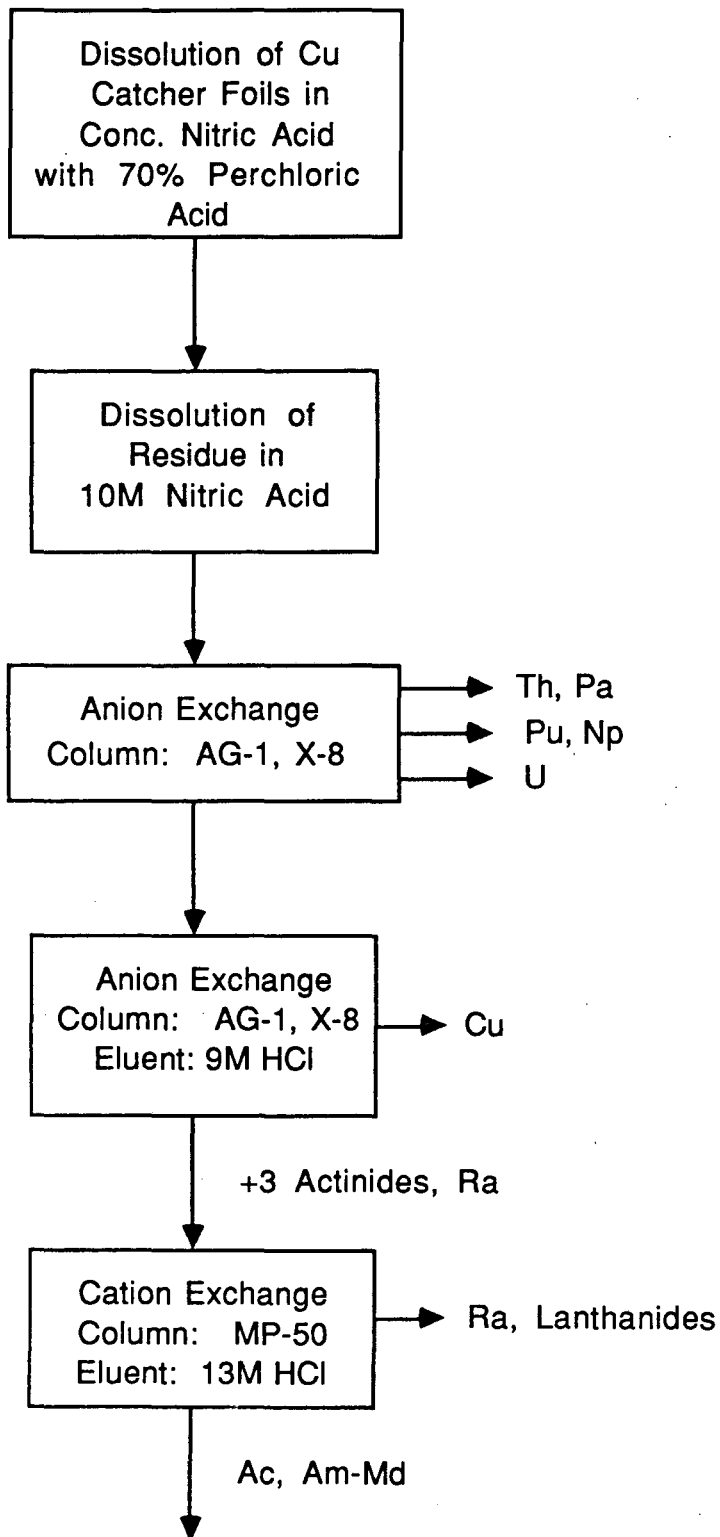 Dissolution of Cu
Catcher Foils in
Conc. Nitric Acid
with 70% Perchloric
Acid
Dissolution of
Residue in
10M Nitric Acid
Anion Exchange
Column: AG-1, X-8
Th, Pa
Pu, Np
U
Anion Exchange
Column: AG-1, X-8
Eluent: 9M HCl
Cu
+3 Actinides, Ra
Cation Exchange
Column: MP-50
Eluent: 13M HCl
Ra, Lanthanides
Ac, Am-Md